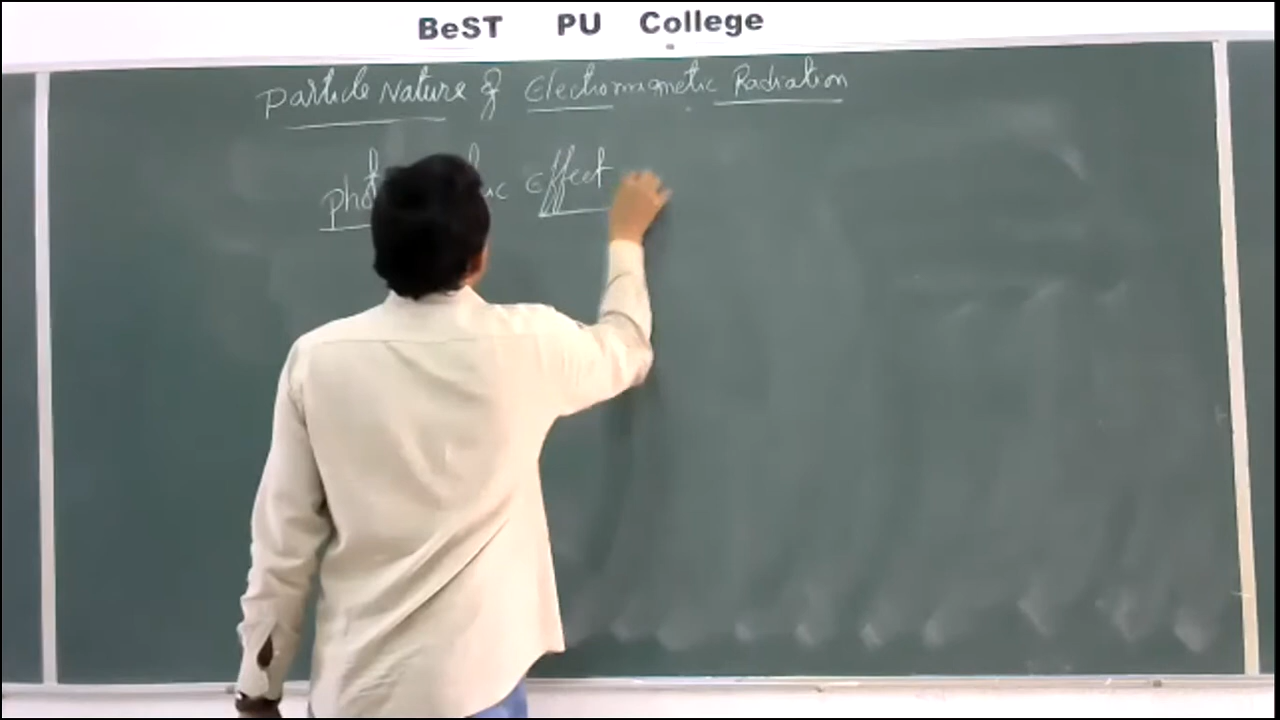 BeST PU College
Particle Nature of Electromagnetic Radiation
effect